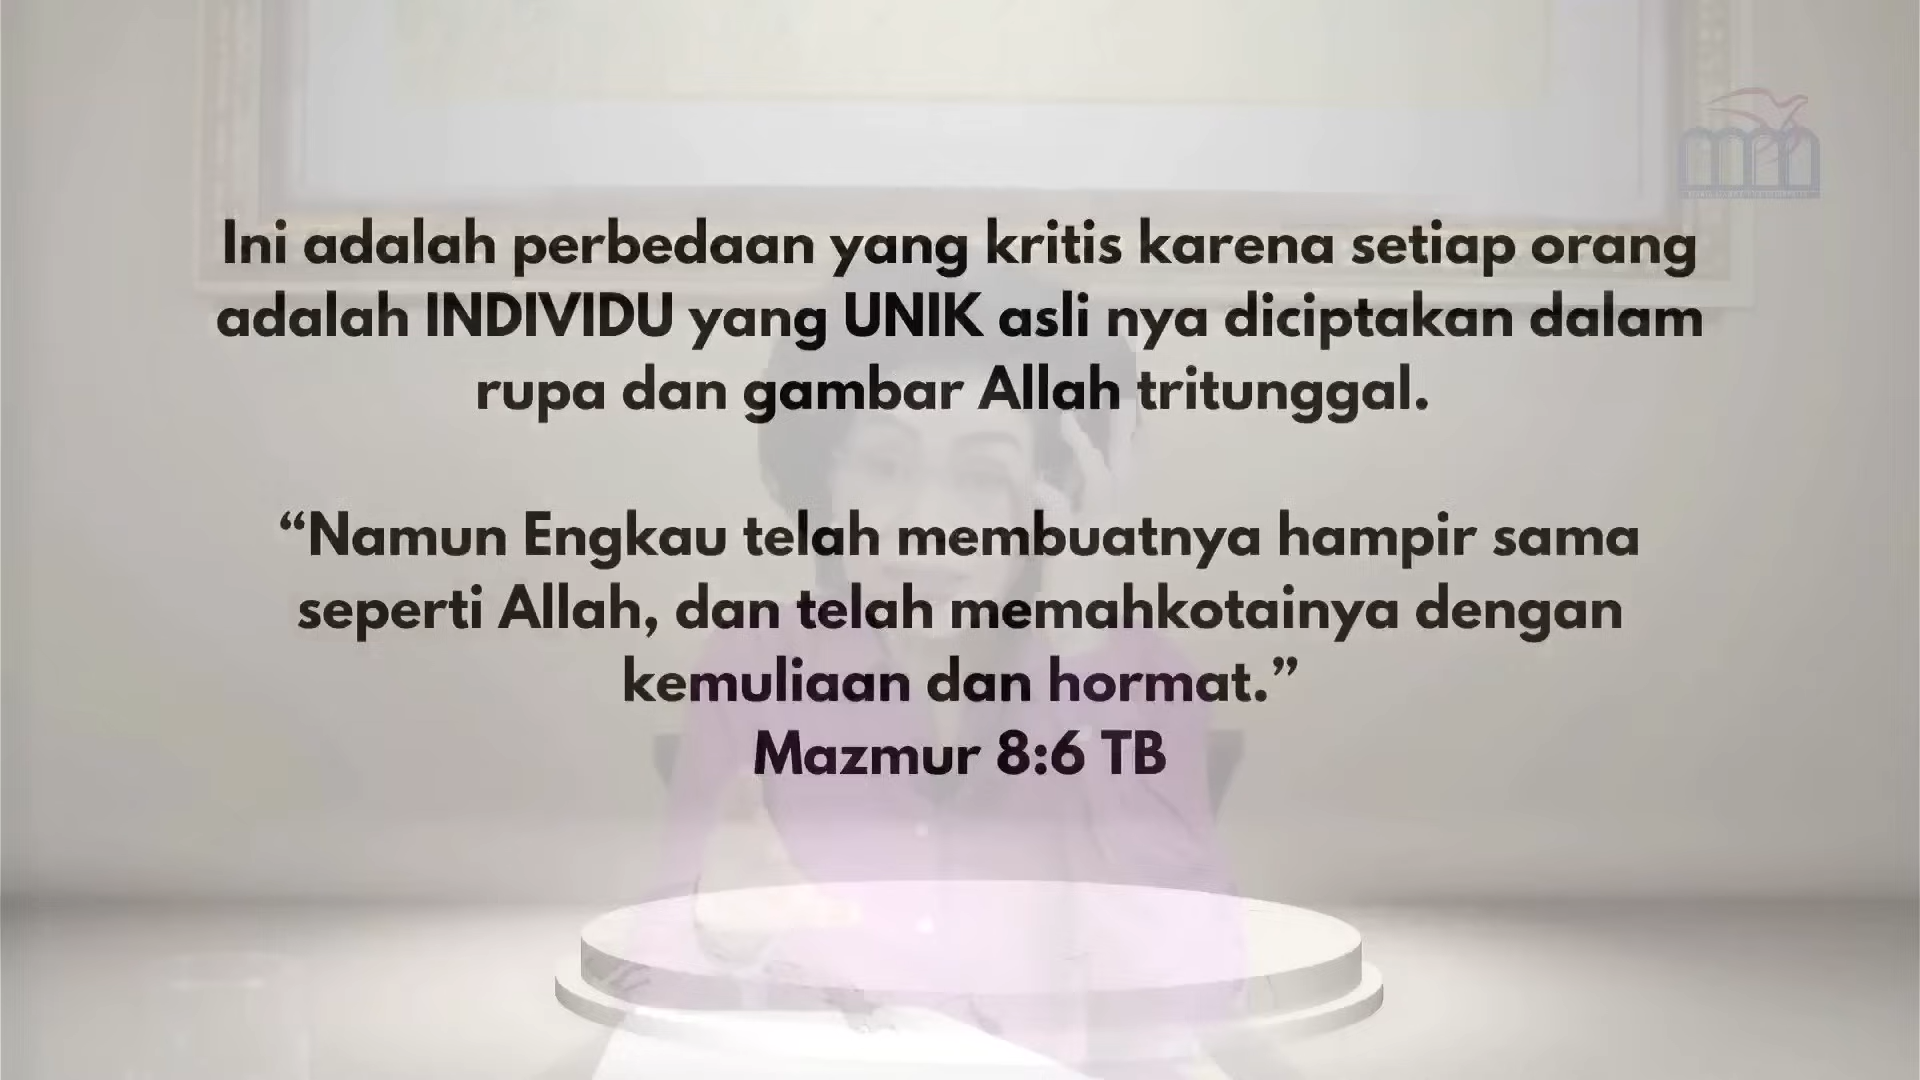 Ini adalah perbedaan yang kritis karena setiap orang
adalah INDIVIDU yang UNIK asli nya diciptakan dalam
rupa dan gambar Allah tritunggal.
“Namun Engkau telah membuatnya hampir sama
seperti Allah, dan telah memahkotainya dengan
kemuliaan dan hormat.”
Mazmur 8:6 TB